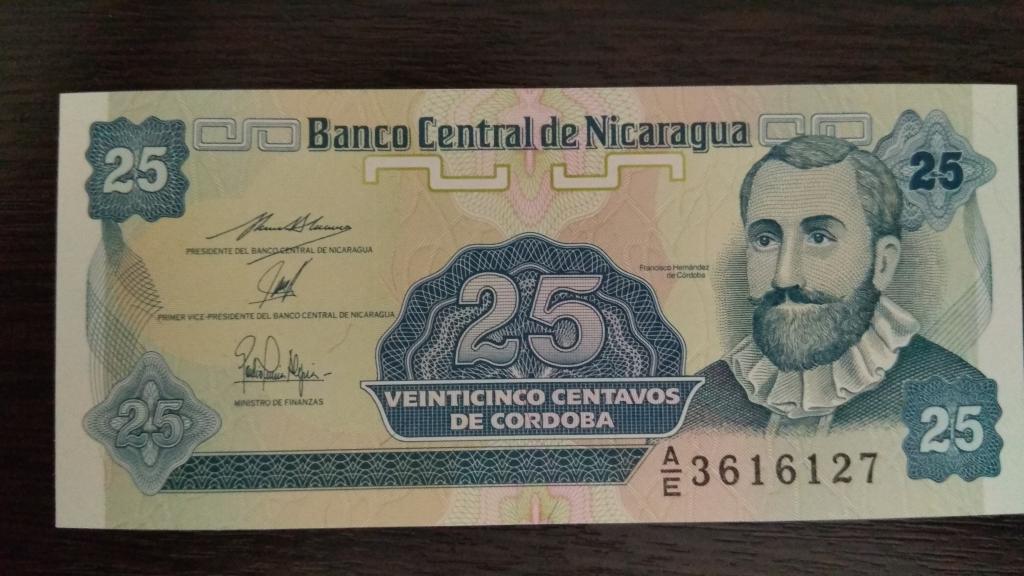 Banco Central de Nicaragua
25
25
PRESIDENTE DEL BANCO CENTRAL DE NICARAGUA
Francisco Hernández
de Córdoba
PRIMER VICE-PRESIDENTE DEL BANCO CENTRAL DE NICARAGUA
25
MINISTRO DE FINANZAS
VEINTICINCO CENTAVOS
DE CORDOBA
25
25
A/E 3616127